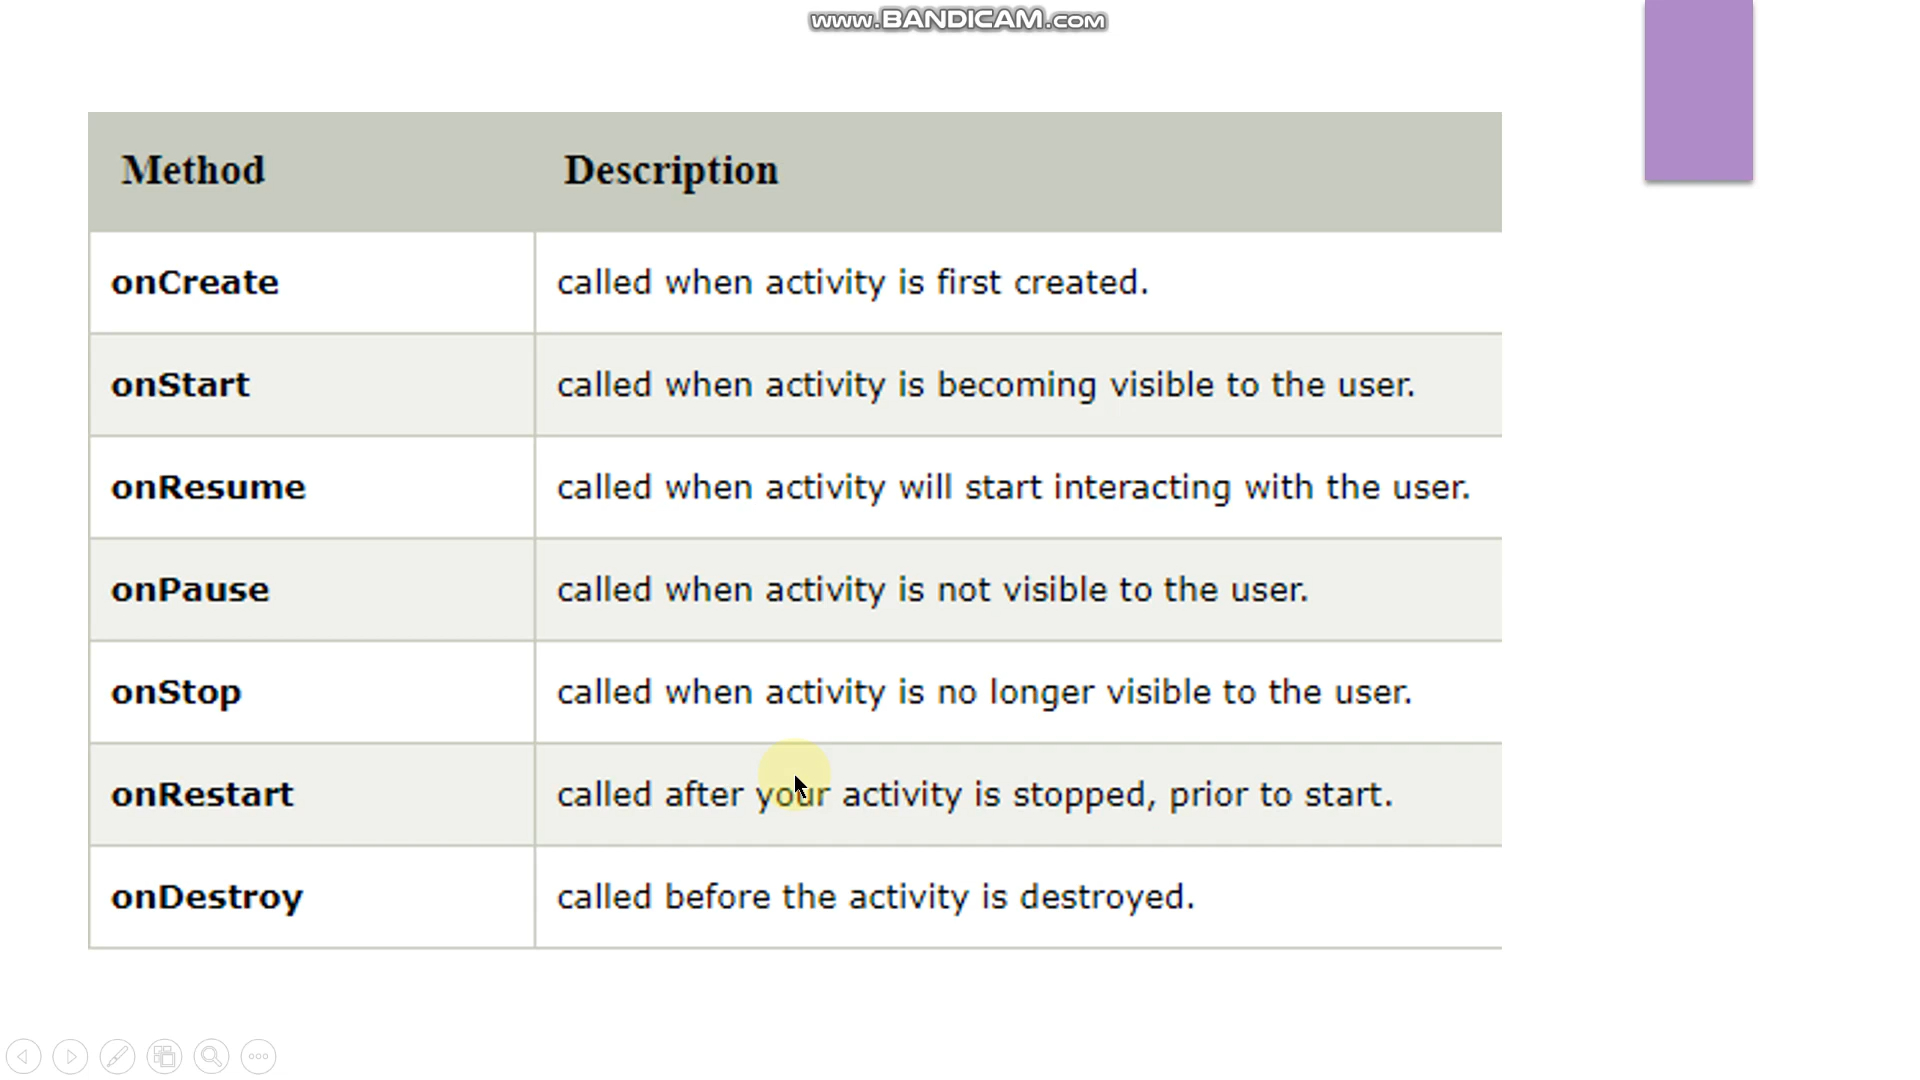 www.BANDICAM.com
Method Description
onCreate called when activity is first created.
onStart called when activity is becoming visible to the user.
onResume called when activity will start interacting with the user.
onPause called when activity is not visible to the user.
onStop called when activity is no longer visible to the user.
onRestart called after your activity is stopped, prior to start.
onDestroy called before the activity is destroyed.